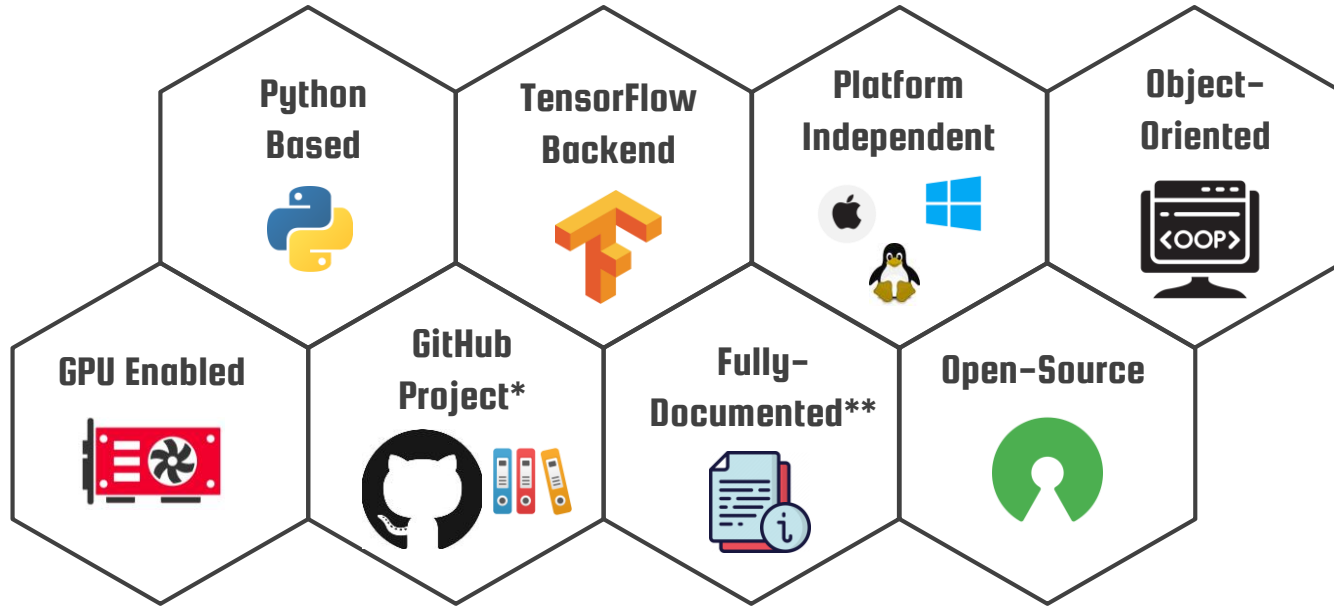 Python
Based
TensorFlow
Backend
Platform
Independent
Object-
Oriented
<OOP>
GPU Enabled
GitHub
Project*
Fully-
Documented**
i
Open-Source